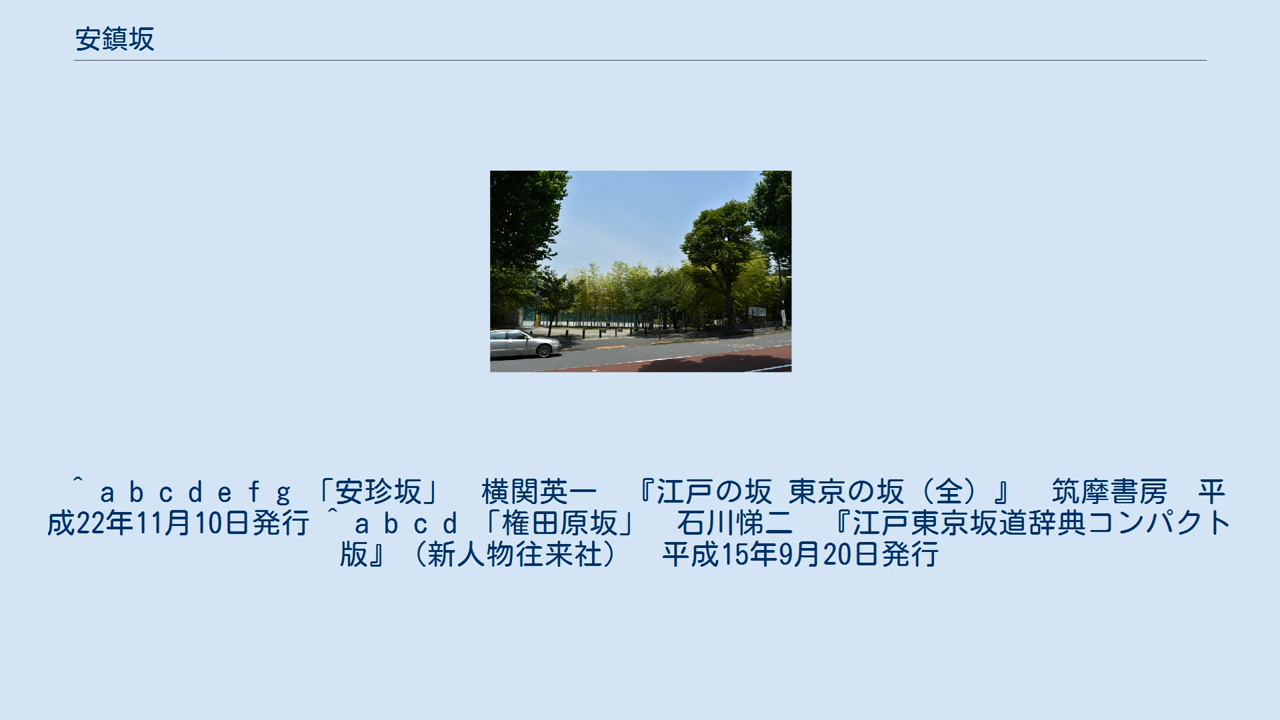 安鎮坂
^ a b c d e f g 「安珍坂」　横関英一　『江戸の坂 東京の坂（全）』　筑摩書房　平
成22年11月10日発行 ^ a b c d 「権田原坂」　石川悌二　『江戸東京坂道辞典コンパクト
版』（新人物往来社）　平成15年9月20日発行